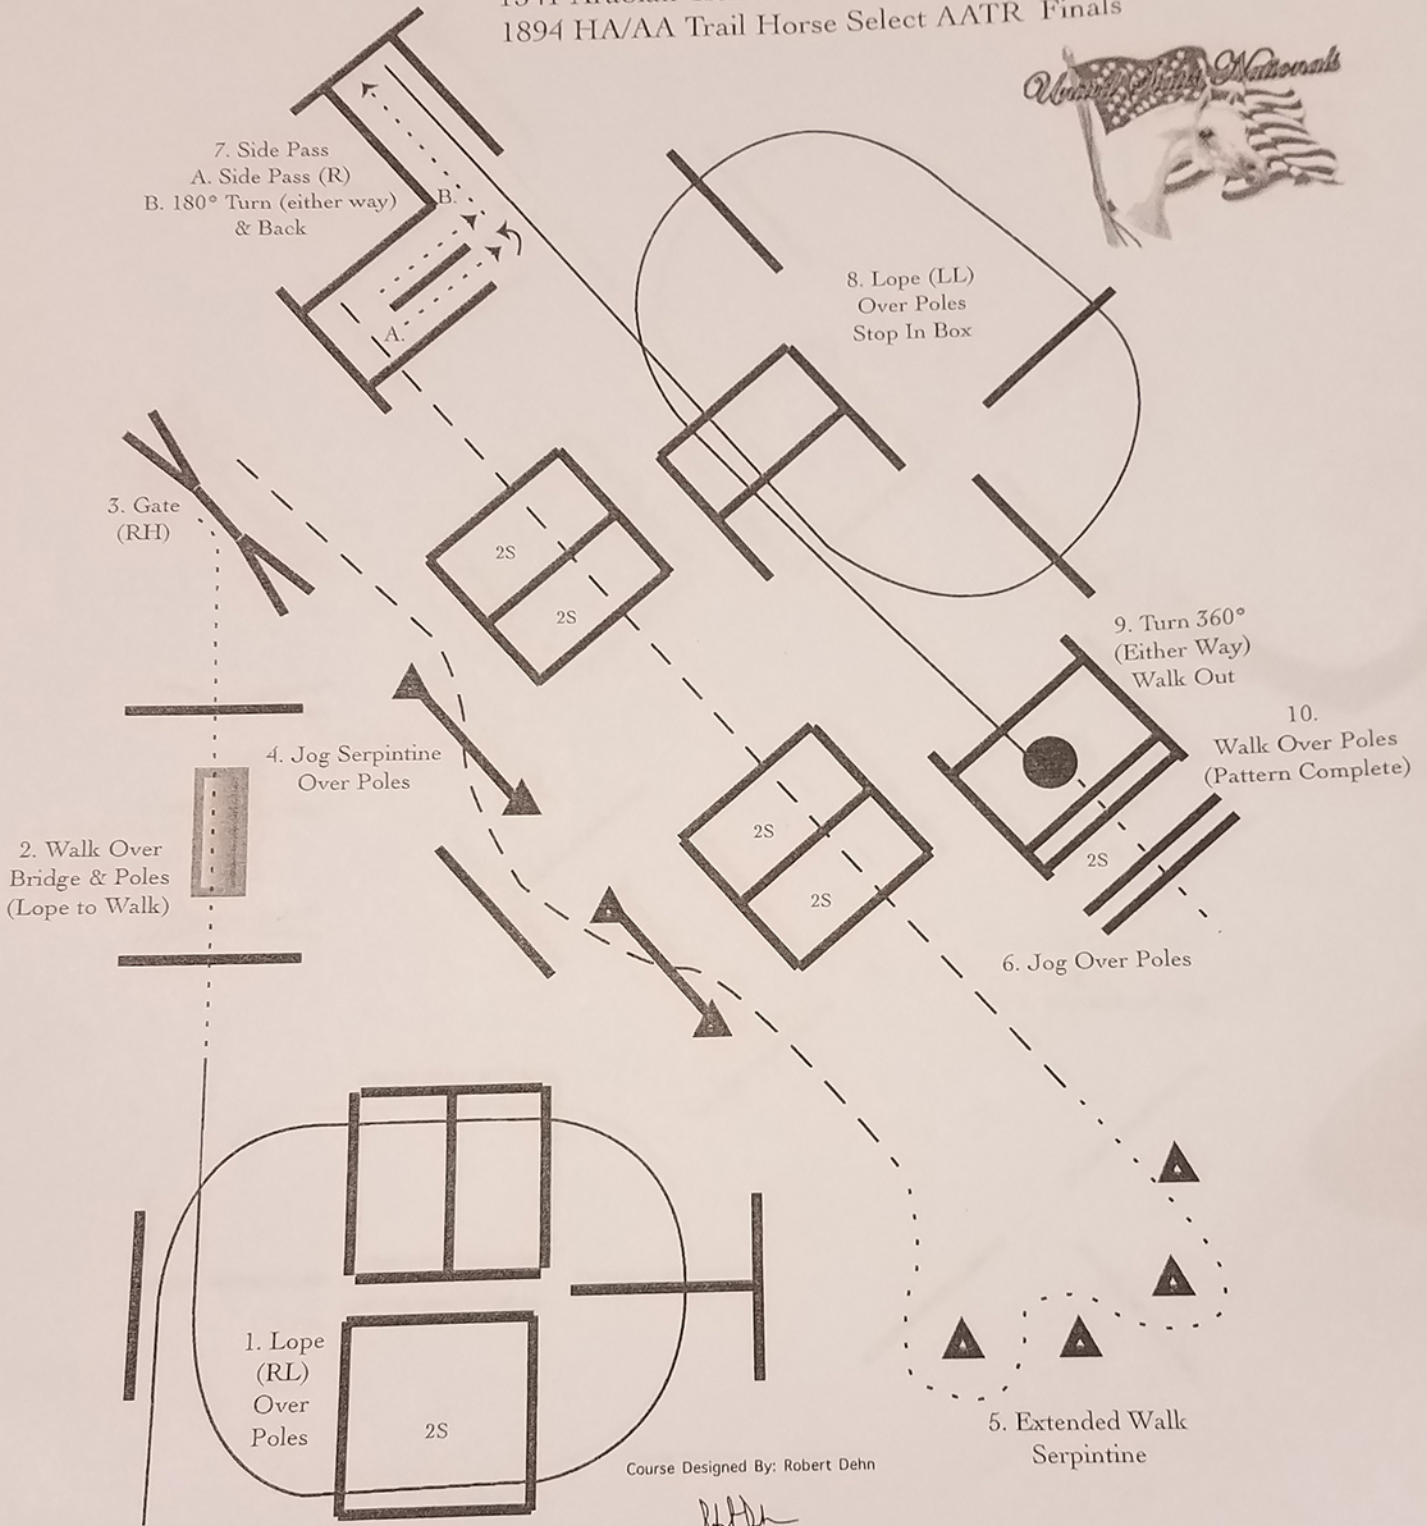 1894 HA/AA Trail Horse Select AATR Finals
United States Nationals
7. Side Pass
A. Side Pass (R)
B. 180° Turn (either way)
& Back
B.
A.
8. Lope (LL)
Over Poles
Stop In Box
3. Gate
(RH)
2S
2S
9. Turn 360°
(Either Way)
Walk Out
10.
Walk Over Poles
(Pattern Complete)
4. Jog Serpintine
Over Poles
2S
2S
2S
2. Walk Over
Bridge & Poles
(Lope to Walk)
6. Jog Over Poles
1. Lope
(RL)
Over
Poles
2S
5. Extended Walk
Serpintine
Course Designed By: Robert Dehn